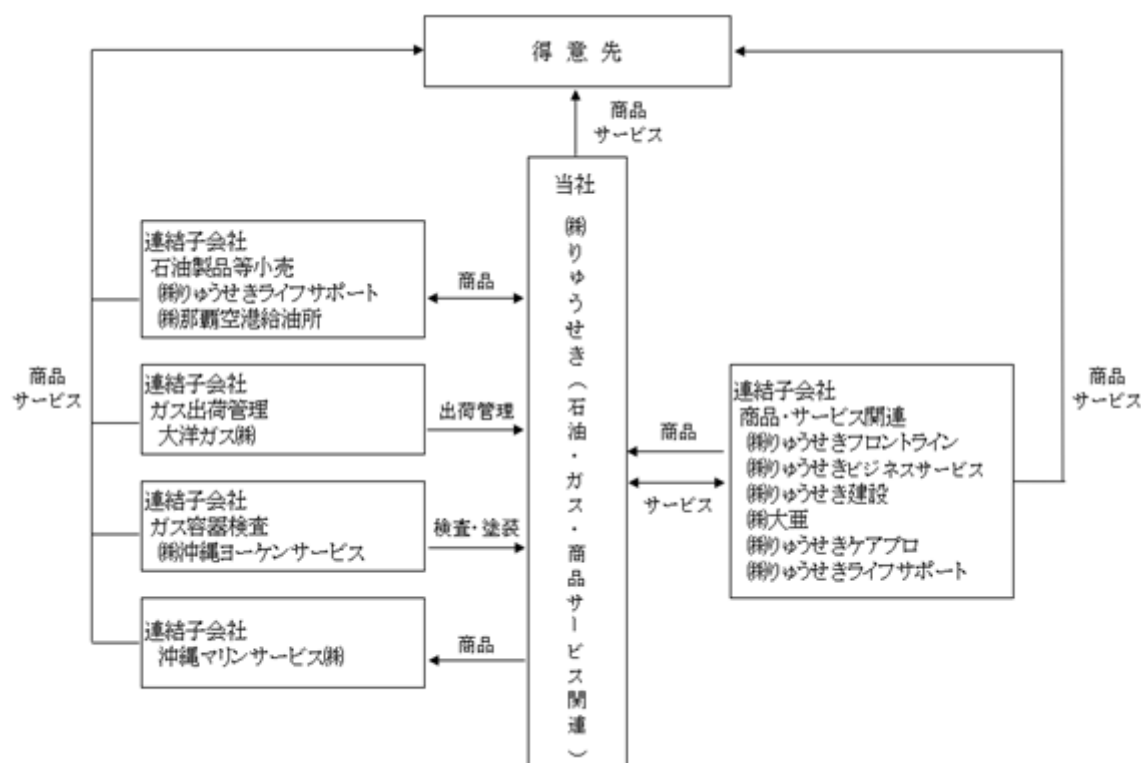 得意先
商品
サービス
当社
㈱りゅうせき(石油・ガス・商品サービス関連)
連結子会社
石油製品等小売
㈱りゅうせきライフサポート
㈱那覇空港給油所
商品
商品
サービス
連結子会社
ガス出荷管理
大洋ガス㈱
出荷管理
連結子会社
ガス容器検査
㈱沖縄ヨーケンサービス
検査・塗装
連結子会社
沖縄マリンサービス㈱
商品
商品
サービス
連結子会社
商品・サービス関連
㈱りゅうせきフロントライン
㈱りゅうせきビジネスサービス
㈱りゅうせき建設
㈱大亜
㈱りゅうせきケアプロ
㈱りゅうせきライフサポート
商品
サービス